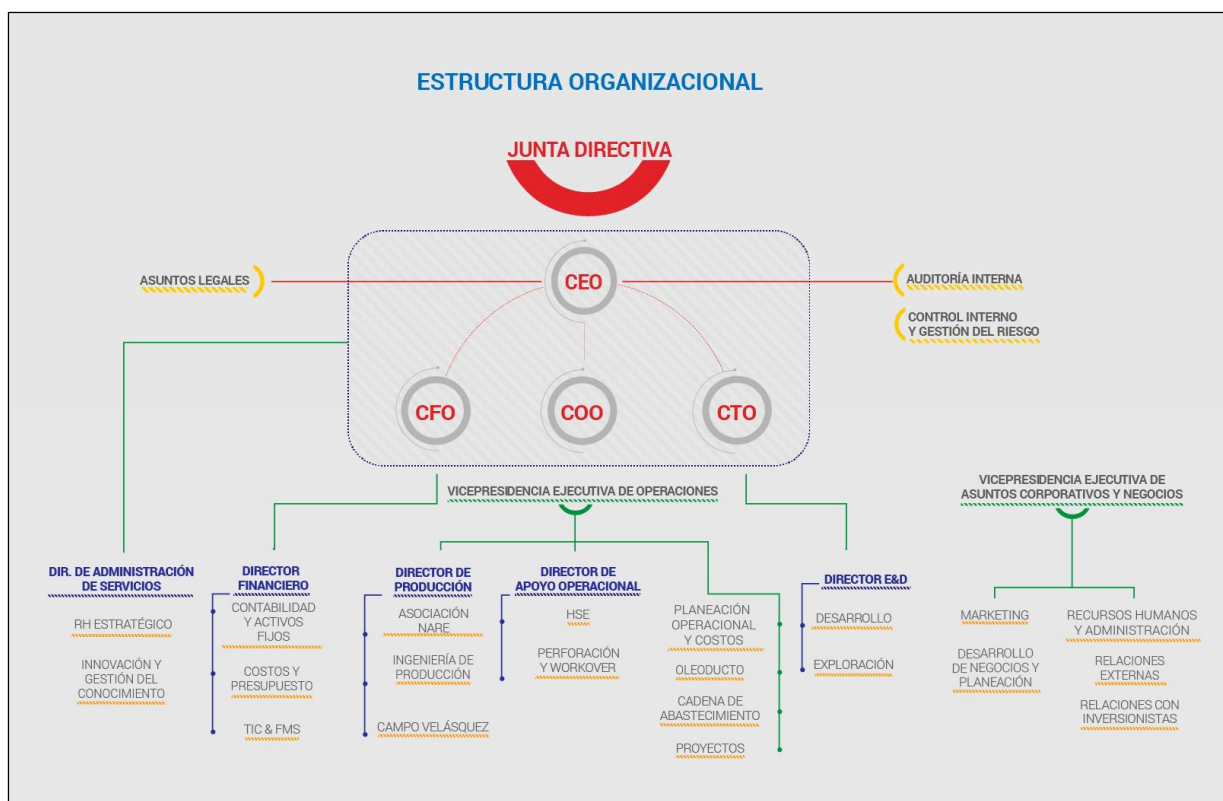 ESTRUCTURA ORGANIZACIONAL
JUNTA DIRECTIVA
CEO
ASUNTOS LEGALES
AUDITORÍA INTERNA
CONTROL INTERNO
Y GESTIÓN DEL RIESGO
CFO
COO
CTO
VICEPRESIDENCIA EJECUTIVA DE OPERACIONES
VICEPRESIDENCIA EJECUTIVA DE
ASUNTOS CORPORATIVOS Y NEGOCIOS
DIR. DE ADMINISTRACIÓN
DE SERVICIOS
RH ESTRATÉGICO
INNOVACIÓN Y
GESTIÓN DEL
CONOCIMIENTO
DIRECTOR
FINANCIERO
CONTABILIDAD
Y ACTIVOS
FIJOS
COSTOS Y
PRESUPUESTO
TIC & FMS
DIRECTOR DE
PRODUCCIÓN
ASOCIACIÓN
NARE
INGENIERÍA DE
PRODUCCIÓN
CAMPO VELÁSQUEZ
DIRECTOR DE
APOYO OPERACIONAL
HSE
PERFORACIÓN
Y WORKOVER
PLANEACIÓN
OPERACIONAL
Y COSTOS
OLEODUCTO
CADENA DE
ABASTECIMIENTO
PROYECTOS
DIRECTOR E&D
DESARROLLO
EXPLORACIÓN
MARKETING
DESARROLLO
DE NEGOCIOS Y
PLANEACIÓN
RECURSOS HUMANOS
Y ADMINISTRACIÓN
RELACIONES
EXTERNAS
RELACIONES CON
INVERSIONISTAS